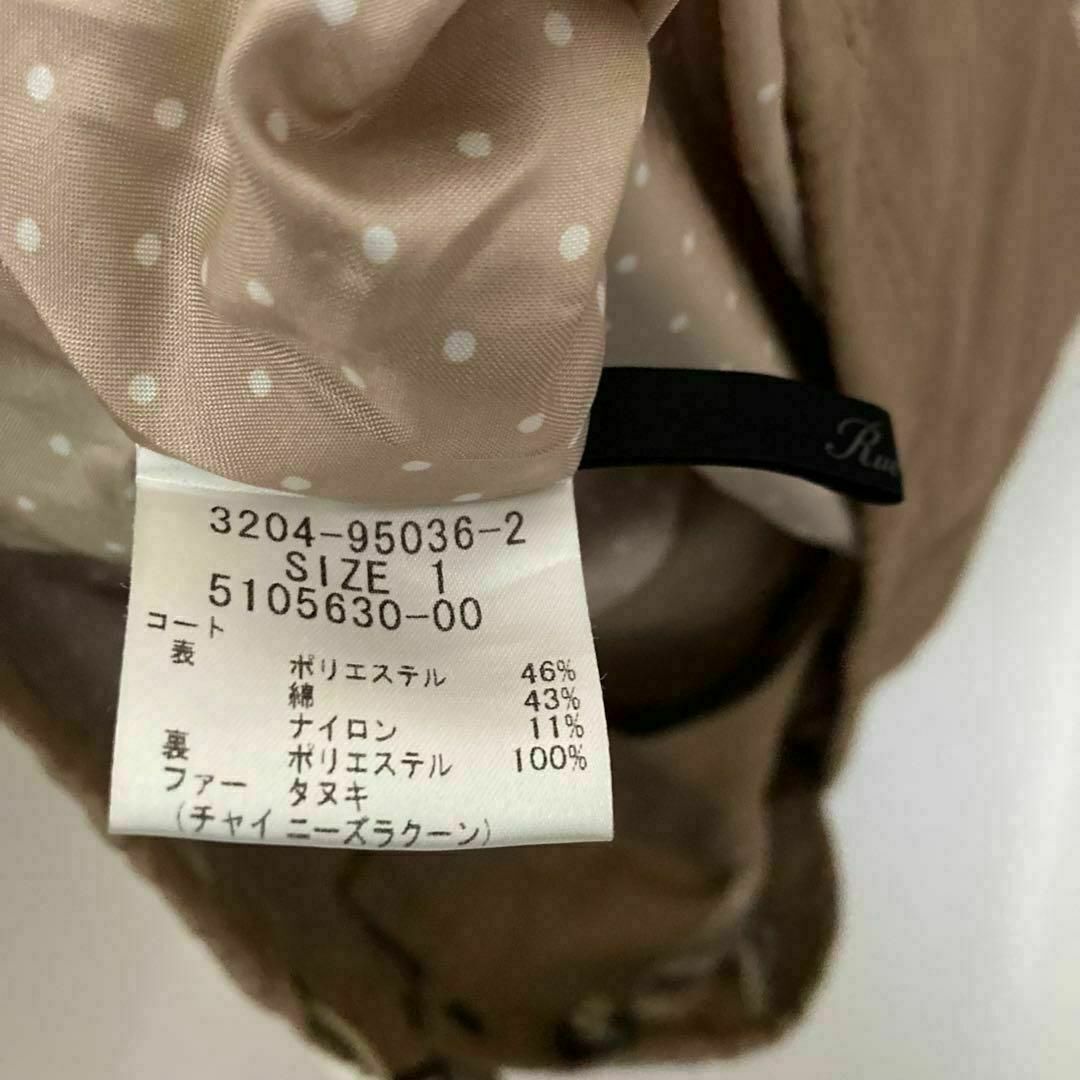 3204-95036-2
SIZE 1
5105630-00
コート
表
ポリエステル 46%
綿 43%
ナイロン 11%
裏 ポリエステル 100%
ファー タヌキ
(チャイニーズラクーン)